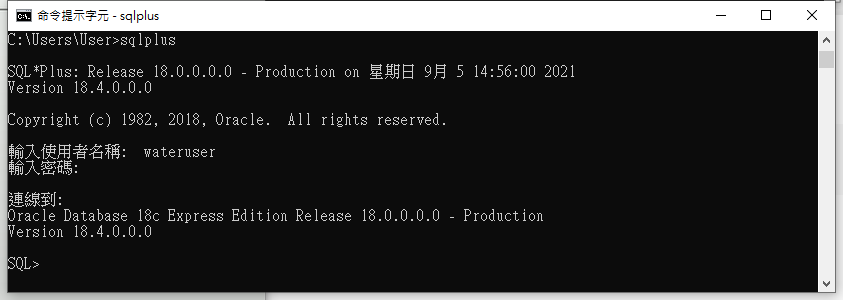 命令提示字元 - sqlplus
C:\Users\User>sqlplus
SQL*Plus: Release 18.0.0.0.0 - Production on 星期日 9月 5 14:56:00 2021
Version 18.4.0.0.0
Copyright (c) 1982, 2018, Oracle.  All rights reserved.
輸入使用者名稱:  wateruser
輸入密碼:
連線到:
Oracle Database 18c Express Edition Release 18.0.0.0.0 - Production
Version 18.4.0.0.0
SQL>